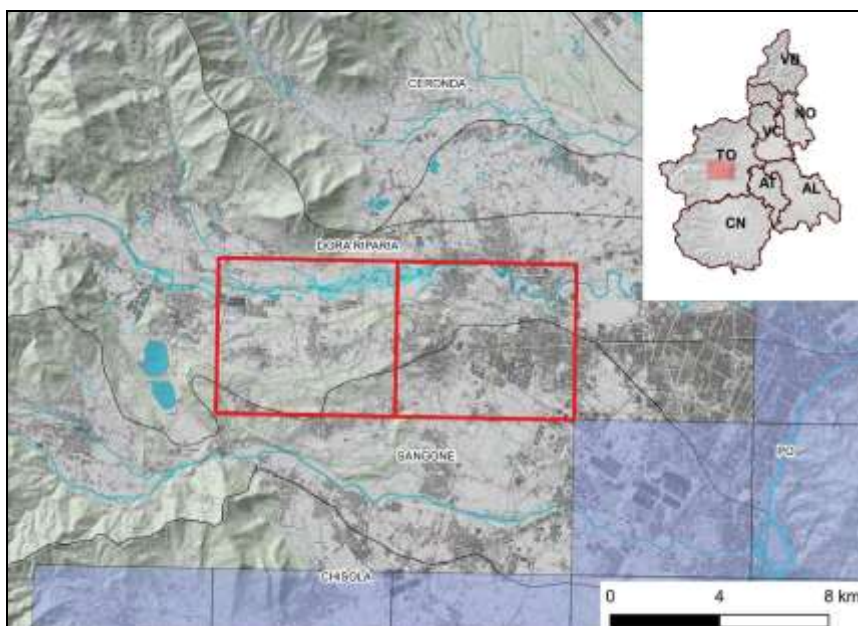 CERONDA
VB
NO
VC
TO
AT
AL
CN
DORA RIPARIA
SANGONE
PO
CHISOLA
0 4 8 km